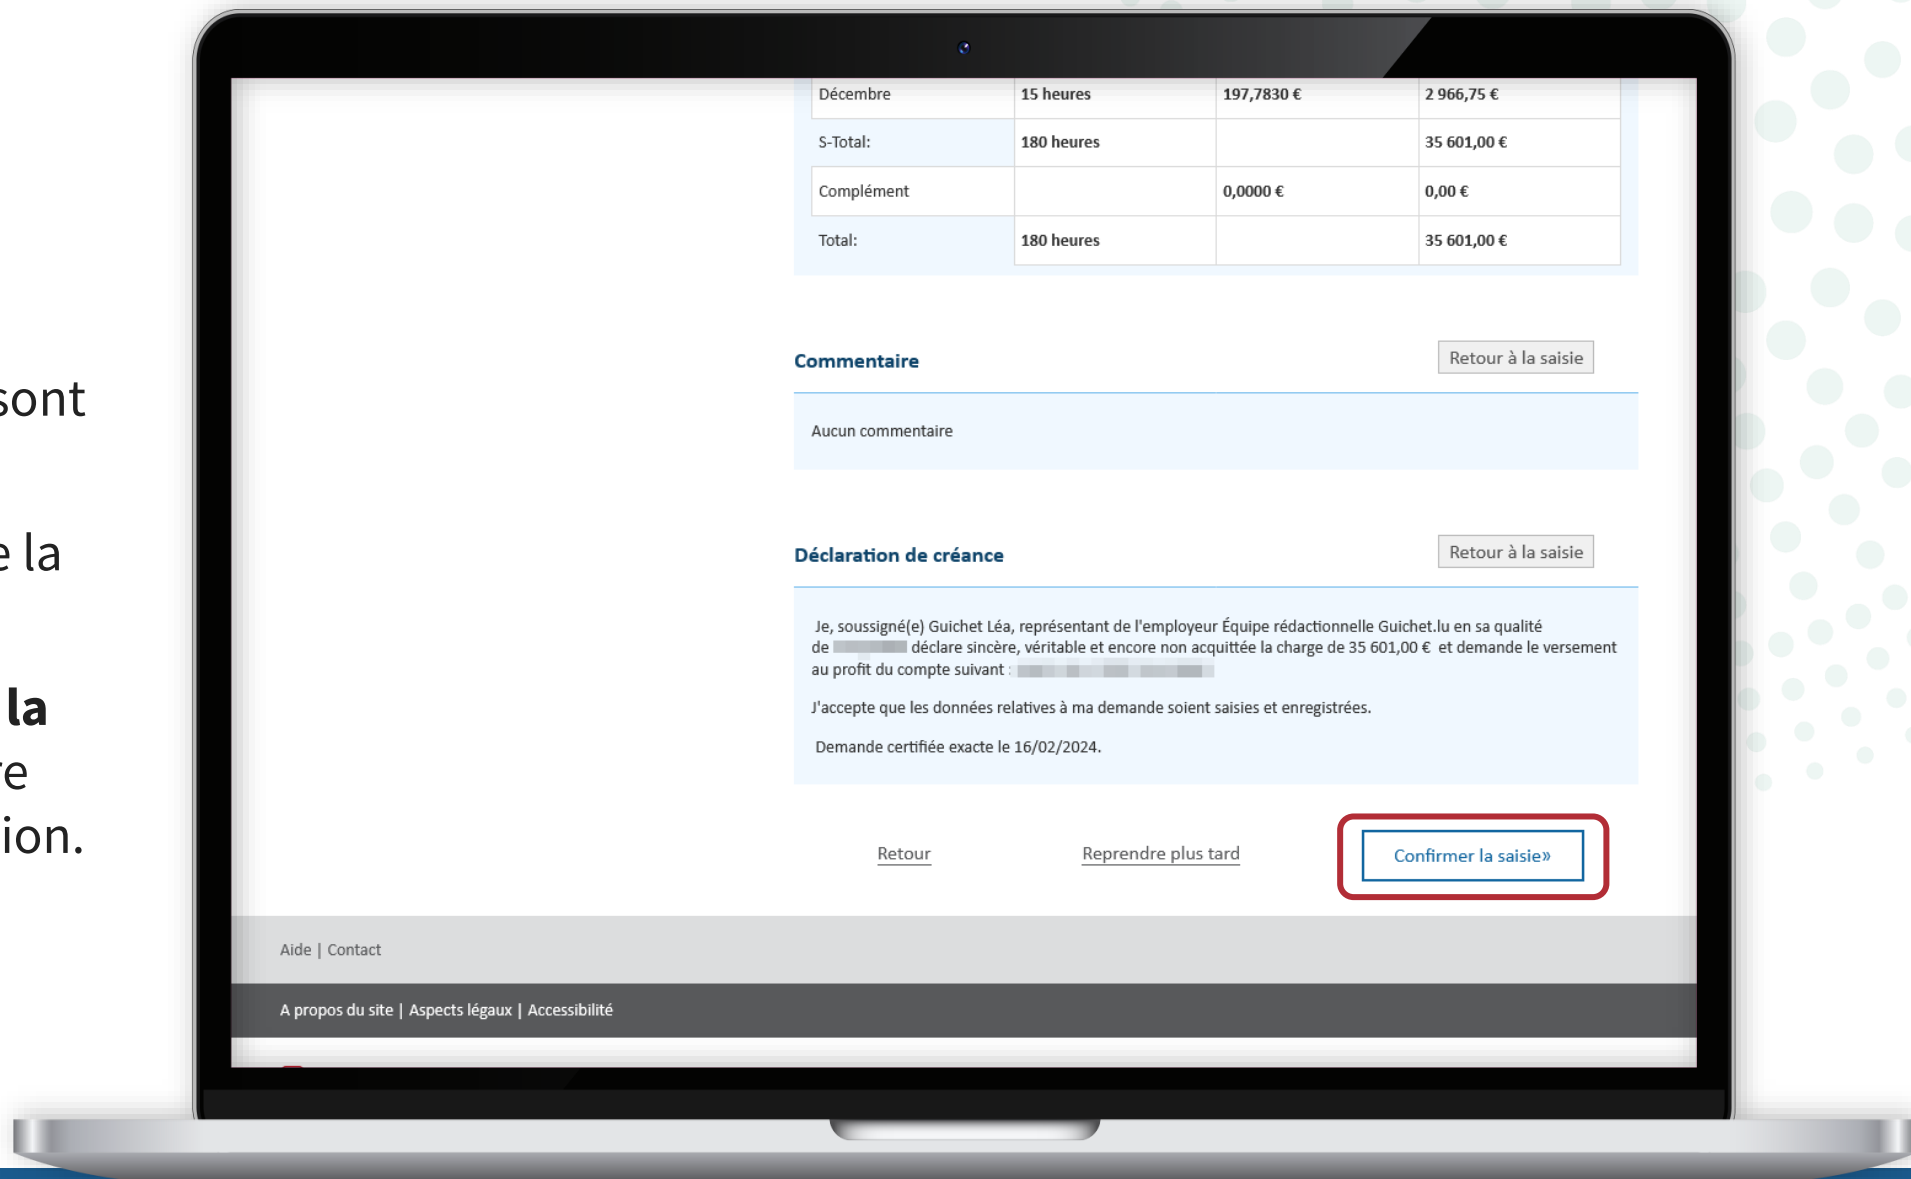 sont
e la
la
re
ion.
Décembre 15 heures 197,7830 € 2 966,75 €
S-Total: 180 heures 35 601,00 €
Complément 0,0000 € 0,00 €
Total: 180 heures 35 601,00 €
Commentaire Retour à la saisie
Aucun commentaire
Déclaration de créance Retour à la saisie
Je, soussigné(e) Guichet Léa, représentant de l'employeur Équipe rédactionnelle Guichet.lu en sa qualité
de déclare sincère, véritable et encore non acquittée la charge de 35 601,00 € et demande le versement
au profit du compte suivant :
J'accepte que les données relatives à ma demande soient saisies et enregistrées.
Demande certifiée exacte le 16/02/2024.
Retour Reprendre plus tard Confirmer la saisie»
Aide | Contact
A propos du site | Aspects légaux | Accessibilité